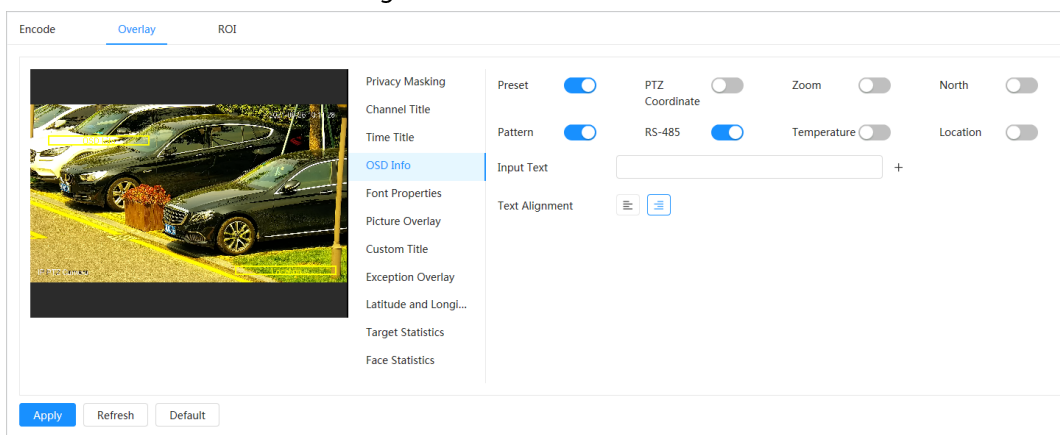 Encode Overlay ROI
Privacy Masking
Channel Title
Time Title
OSD Info
Font Properties
Picture Overlay
Custom Title
Exception Overlay
Latitude and Longi...
Target Statistics
Face Statistics
Preset PTZ Coordinate Zoom North
Pattern RS-485 Temperature Location
Input Text +
Text Alignment
Apply Refresh Default